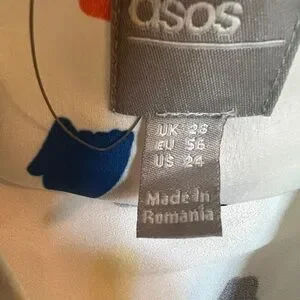 asos
UK 28
EU 56
US 24
Made In
Romania